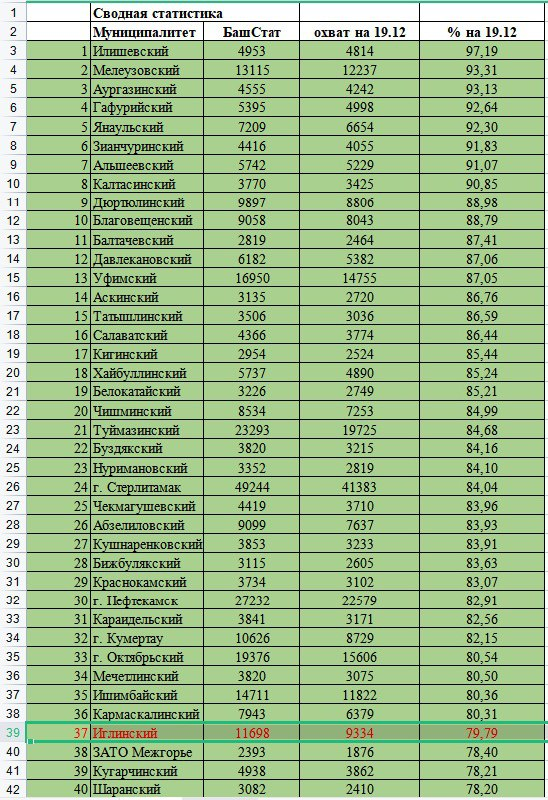 1 Сводная статистика
2 Муниципалитет БашСтат охват на 19.12 % на 19.12
3 1 Илишевский 4953 4814 97,19
4 2 Мелеузовский 13115 12237 93,31
5 3 Аургазинский 4555 4242 93,13
6 4 Гафурийский 5395 4998 92,64
7 5 Янаульский 7209 6654 92,30
8 6 Зианчуринский 4416 4055 91,83
9 7 Альшеевский 5742 5229 91,07
10 8 Калтасинский 3770 3425 90,85
11 9 Дюртюлинский 9897 8806 88,98
12 10 Благовещенский 9058 8043 88,79
13 11 Балтачевский 2819 2464 87,41
14 12 Давлекановский 6182 5382 87,06
15 13 Уфимский 16950 14755 87,05
16 14 Аскинский 3135 2720 86,76
17 15 Татышлинский 3506 3036 86,59
18 16 Салаватский 4366 3774 86,44
19 17 Кигинский 2954 2524 85,44
20 18 Хайбуллинский 5737 4890 85,24
21 19 Белокатайский 3226 2749 85,21
22 20 Чишминский 8534 7253 84,99
23 21 Туймазинский 23293 19725 84,68
24 22 Буздякский 3820 3215 84,16
25 23 Нуримановский 3352 2819 84,10
26 24 г. Стерлитамак 49244 41383 84,04
27 25 Чекмагушевский 4419 3710 83,96
28 26 Абзелиловский 9099 7637 83,93
29 27 Кушнаренковский 3853 3233 83,91
30 28 Бижбулякский 3115 2605 83,63
31 29 Краснокамский 3734 3102 83,07
32 30 г. Нефтекамск 27232 22579 82,91
33 31 Караидельский 3841 3171 82,56
34 32 г. Кумертау 10626 8729 82,15
35 33 г. Октябрьский 19376 15606 80,54
36 34 Мечетлинский 3820 3075 80,50
37 35 Ишимбайский 14711 11822 80,36
38 36 Кармаскалинский 7943 6379 80,31
39 37 Иглинский 11698 9334 79,79
40 38 ЗАТО Межгорье 2393 1876 78,40
41 39 Кугарчинский 4938 3862 78,21
42 40 Шаранский 3082 2410 78,20